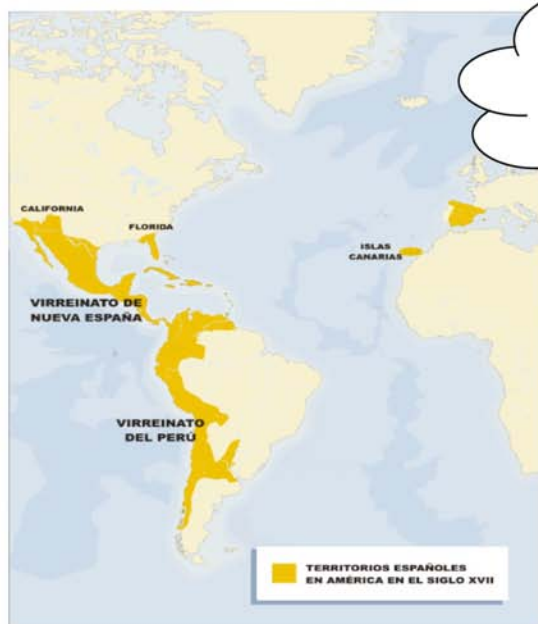 CALIFORNIA
FLORIDA
ISLAS
CANARIAS
VIRREINATO DE
NUEVA ESPAÑA
VIRREINATO
DEL PERÚ
TERRITORIOS ESPAÑOLES
EN AMÉRICA EN EL SIGLO XVII